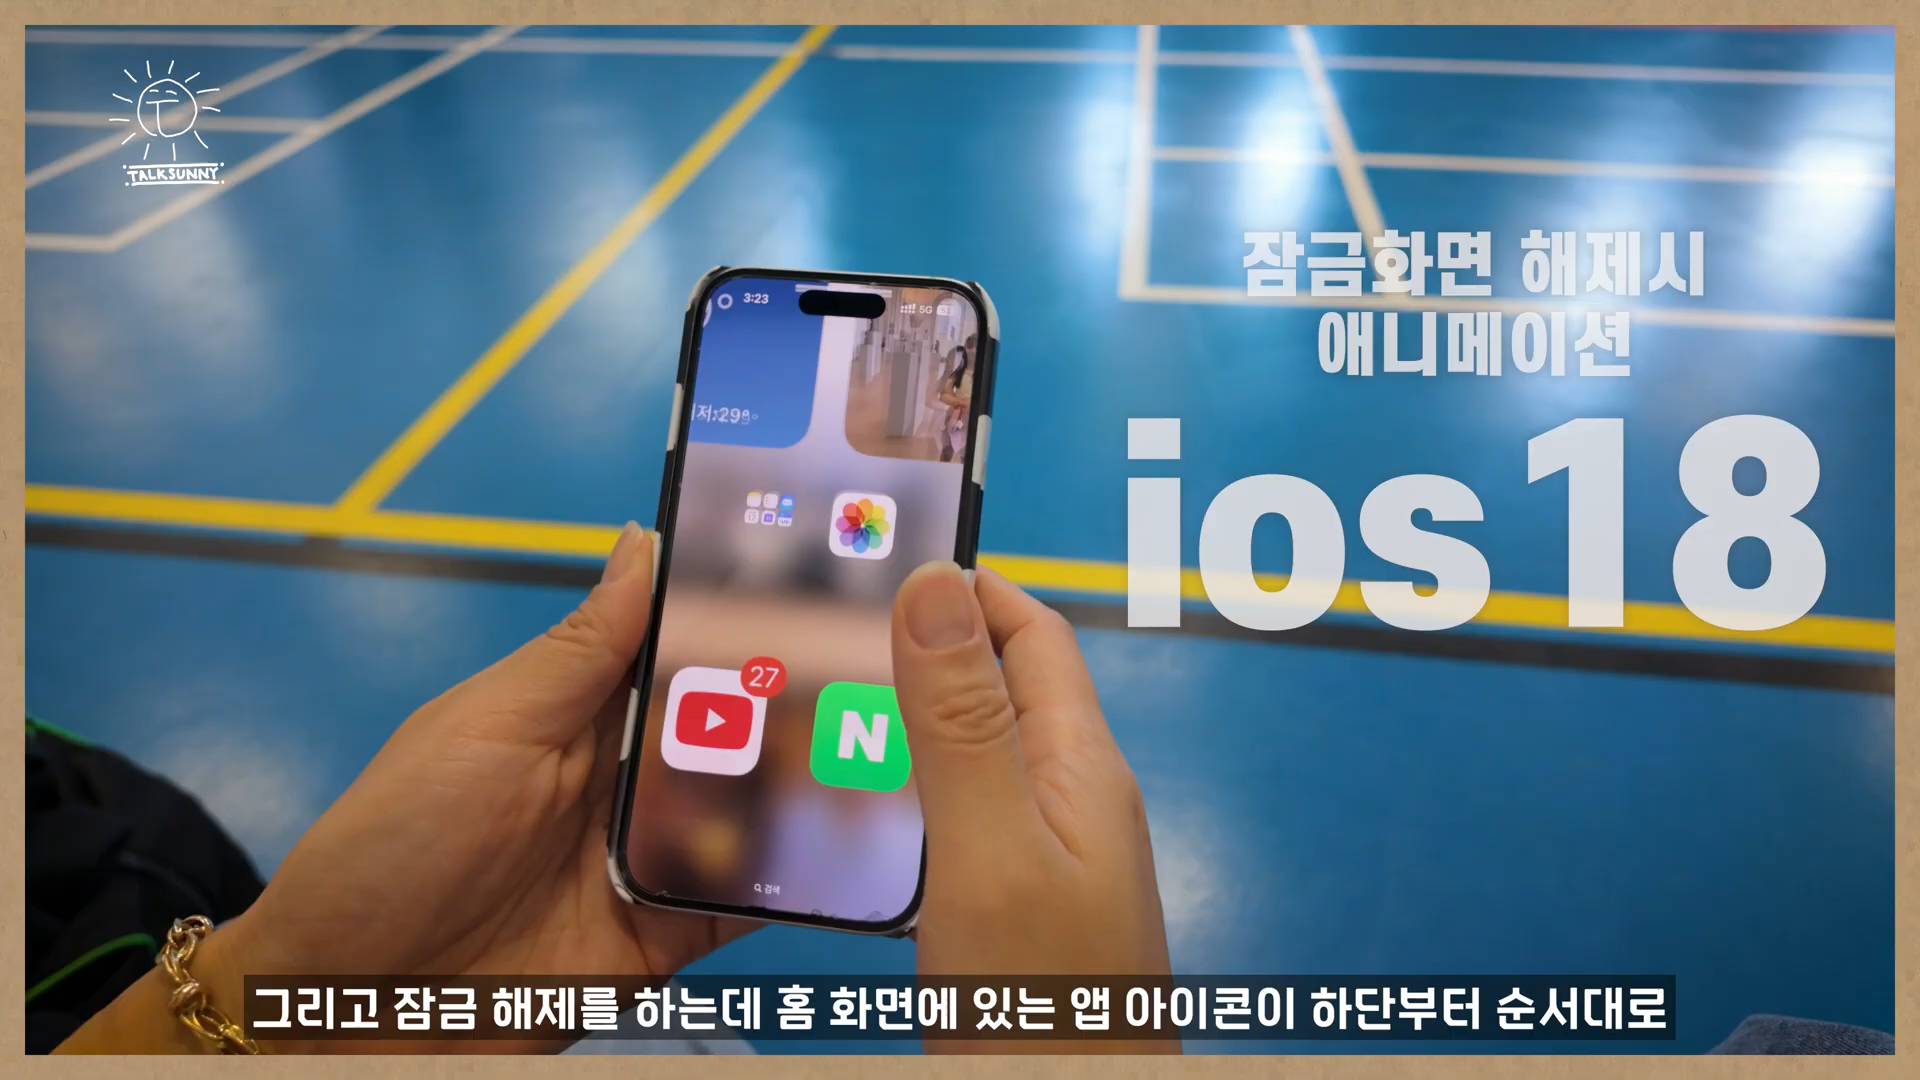 TALKSUNNY
잠금화면 해제시
애니메이션
ios18
3:23
5G
27
N
검색
그리고 잠금 해제를 하는데 홈 화면에 있는 앱 아이콘이 하단부터 순서대로